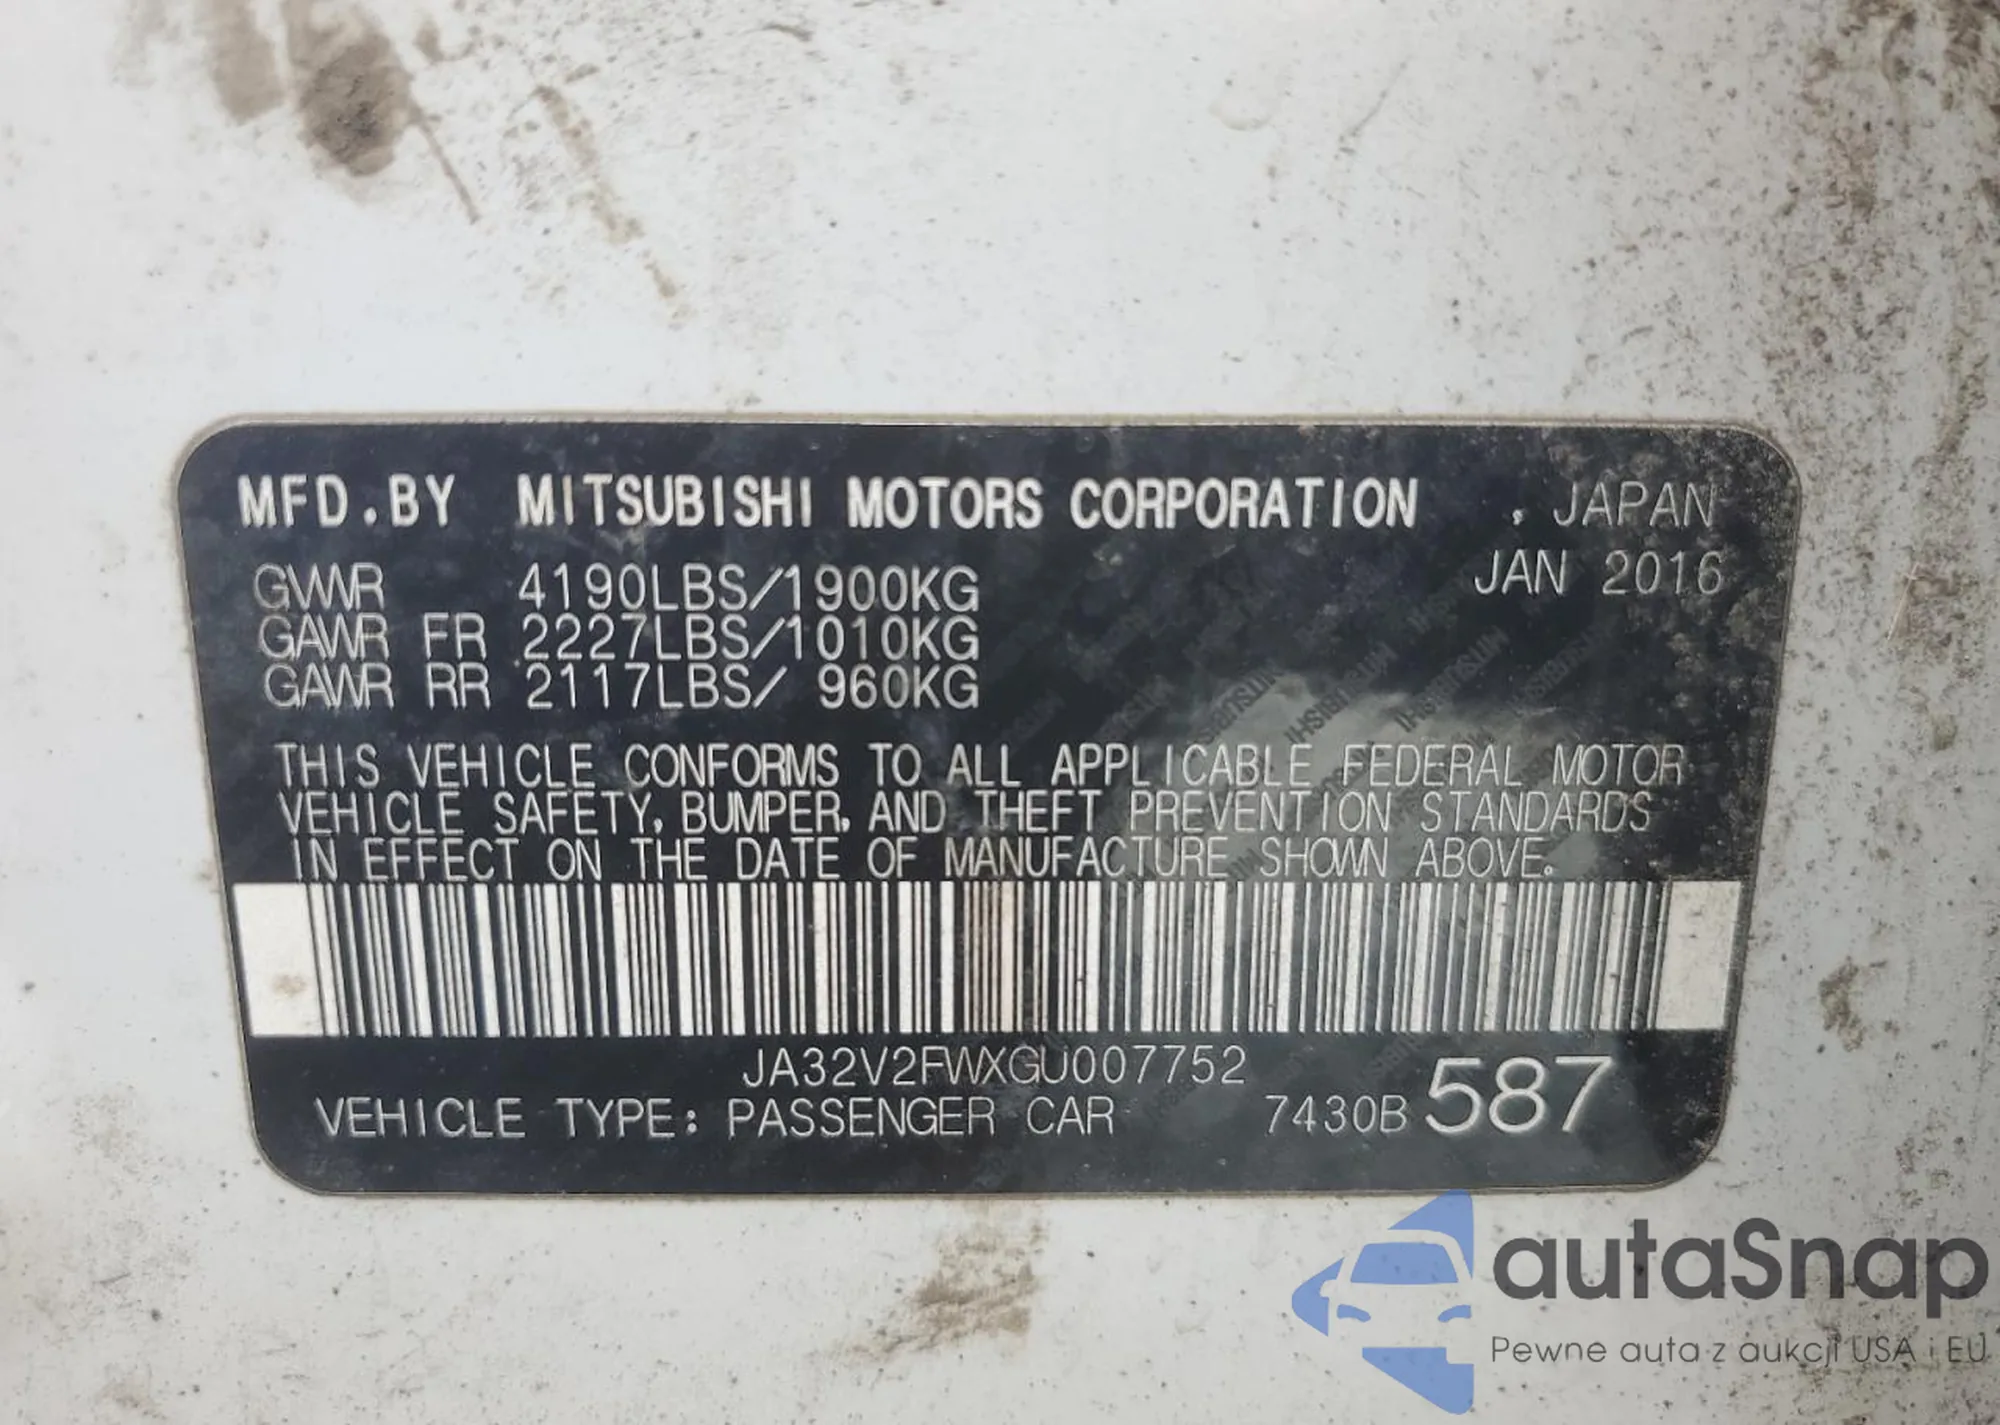 MFD.BY MITSUBISHI MOTORS CORPORATION , JAPAN
JAN 2016
GVWR 4190LBS/1900KG
GAWR FR 2227LBS/1010KG
GAWR RR 2117LBS/ 960KG
THIS VEHICLE CONFORMS TO ALL APPLICABLE FEDERAL MOTOR
VEHICLE SAFETY, BUMPER, AND THEFT PREVENTION STANDARDS
IN EFFECT ON THE DATE OF MANUFACTURE SHOWN ABOVE.
JA32V2FWXGU007752
VEHICLE TYPE: PASSENGER CAR 7430B 587
autaSnap
Pewne auta z aukcji USA i EU